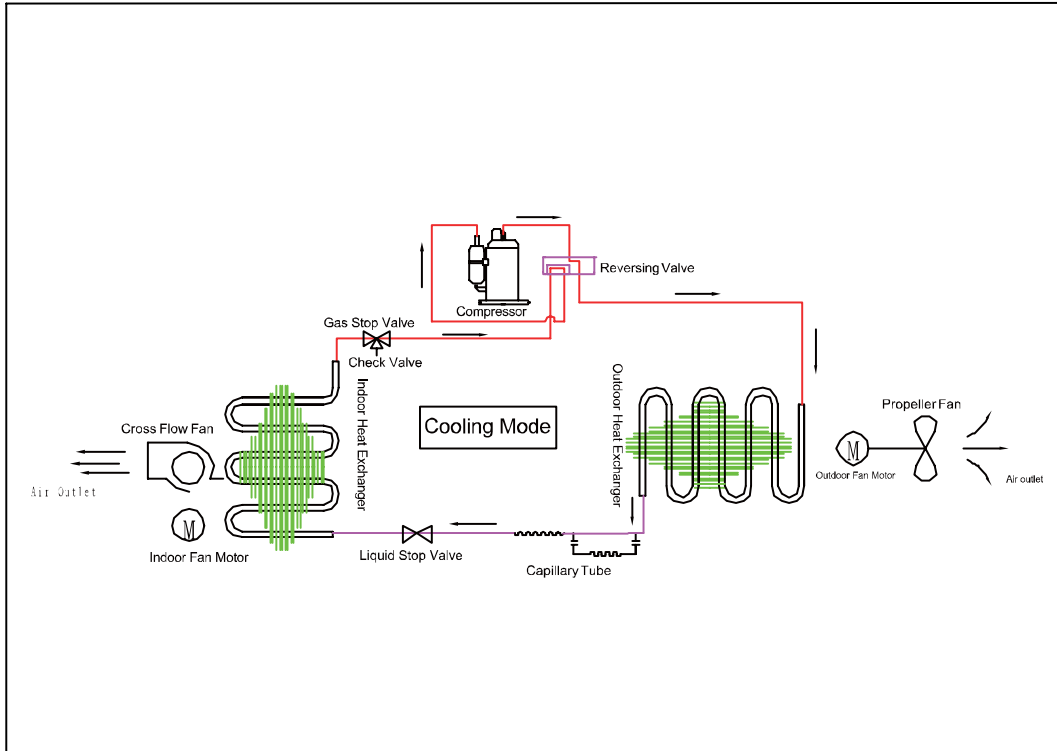 Reversing Valve
Compressor
Gas Stop Valve
Check Valve
Indoor Heat Exchanger
Outdoor Heat Exchanger
Cooling Mode
Cross Flow Fan
Air Outlet
M
Indoor Fan Motor
Propeller Fan
M
Outdoor Fan Motor
Air outlet
Liquid Stop Valve
Capillary Tube